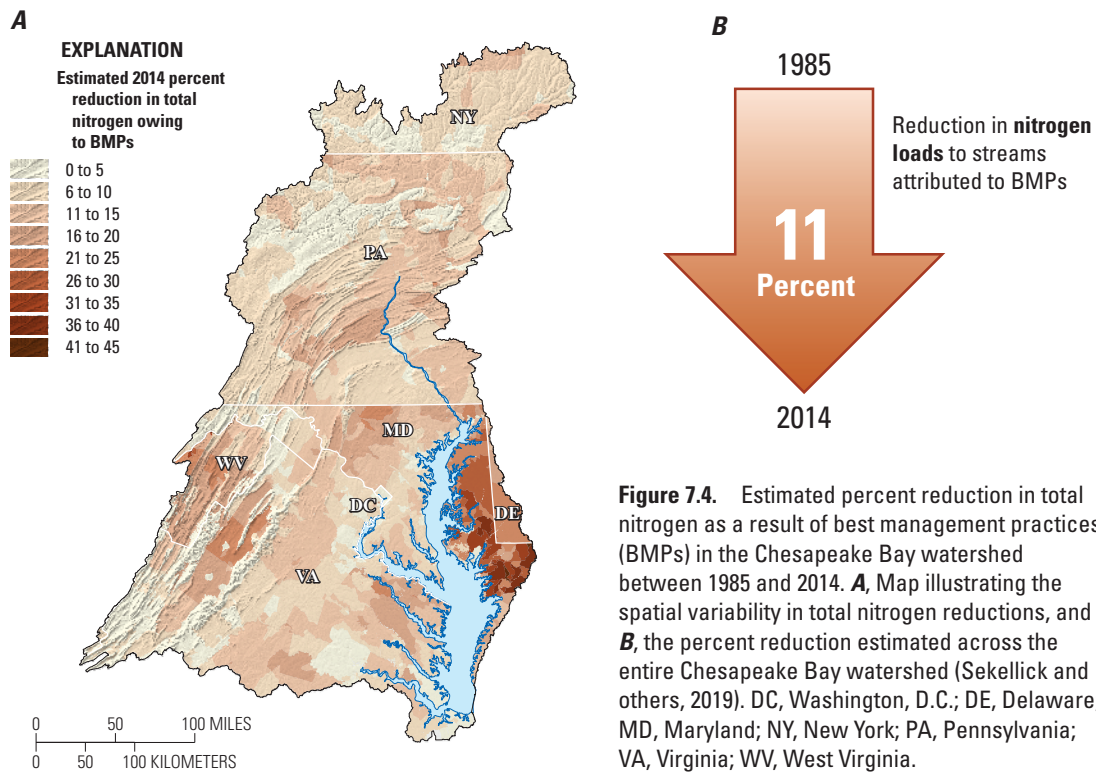 A
EXPLANATION
Estimated 2014 percent
reduction in total
nitrogen owing
to BMPs
0 to 5
6 to 10
11 to 15
16 to 20
21 to 25
26 to 30
31 to 35
36 to 40
41 to 45
NY
PA
MD
WV
DC
DE
VA
0 50 100 MILES
0 50 100 KILOMETERS
B
1985
Reduction in nitrogen
loads to streams
attributed to BMPs
11
Percent
2014
Figure 7.4. Estimated percent reduction in total
nitrogen as a result of best management practices
(BMPs) in the Chesapeake Bay watershed
between 1985 and 2014. A, Map illustrating the
spatial variability in total nitrogen reductions, and
B, the percent reduction estimated across the
entire Chesapeake Bay watershed (Sekellick and
others, 2019). DC, Washington, D.C.; DE, Delaware;
MD, Maryland; NY, New York; PA, Pennsylvania;
VA, Virginia; WV, West Virginia.